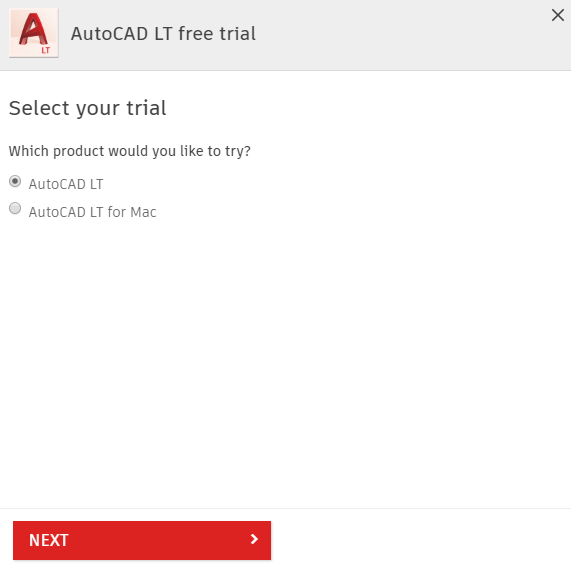 LT
AutoCAD LT free trial
Select your trial
Which product would you like to try?
AutoCAD LT
AutoCAD LT for Mac
NEXT